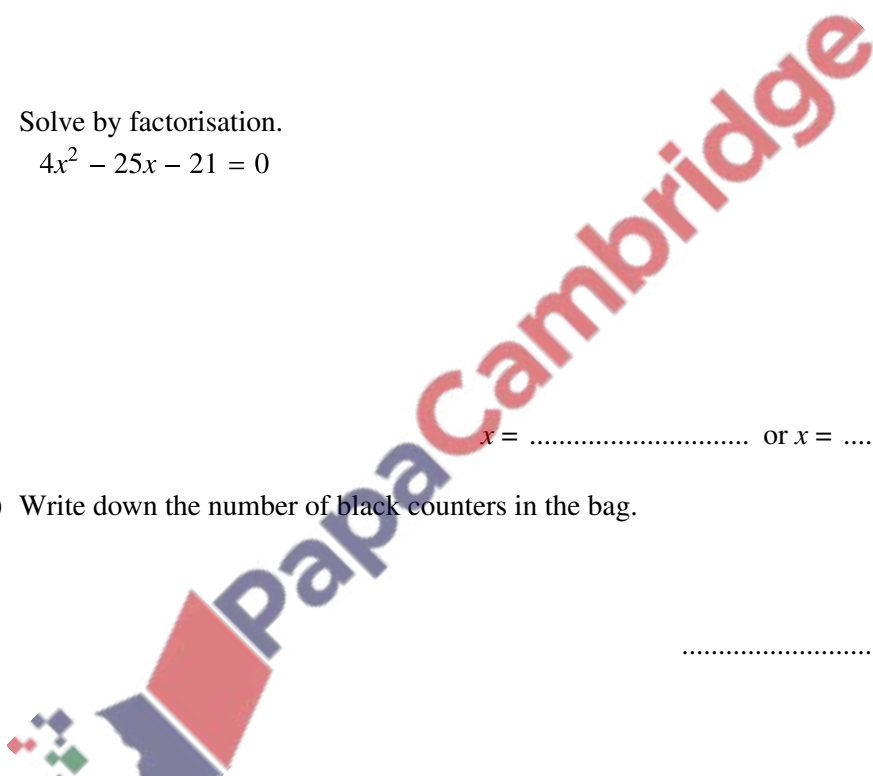 Solve by factorisation.
4x² − 25x − 21 = 0
x = .............................. or x = ....
) Write down the number of black counters in the bag.
..........................
PapaCambridge